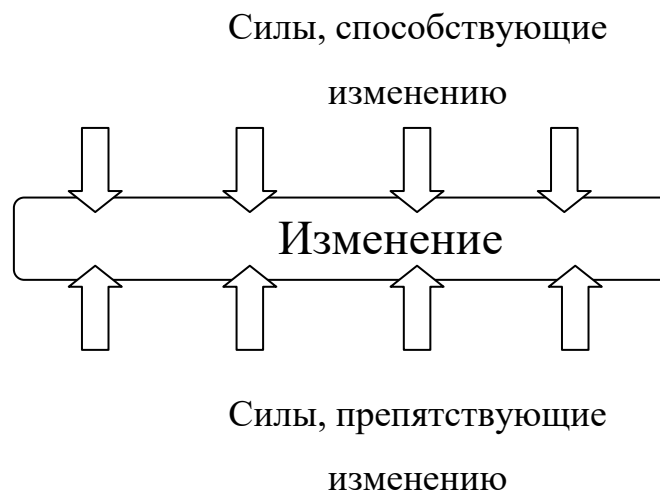 Силы, способствующие
изменению
Изменение
Силы, препятствующие
изменению